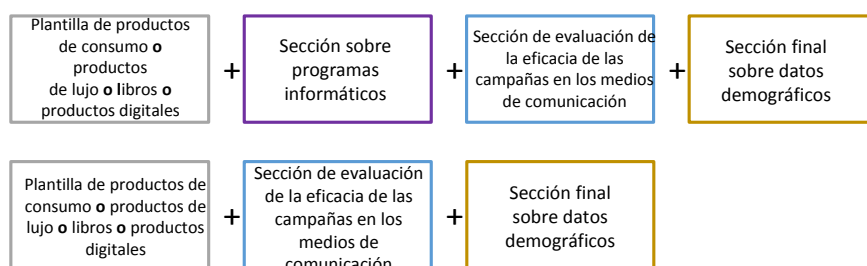 Plantilla de productos
de consumo o
productos
de lujo o libros o
productos digitales
+
Sección sobre
programas
informáticos
+
Sección de evaluación de
la eficacia de las
campañas en los medios
de comunicación
+
Sección final
sobre datos
demográficos
Plantilla de productos de
consumo o productos de
lujo o libros o productos
digitales
+
Sección de evaluación
de la eficacia de las
campañas en los
medios de
comunicación
+
Sección final
sobre datos
demográficos